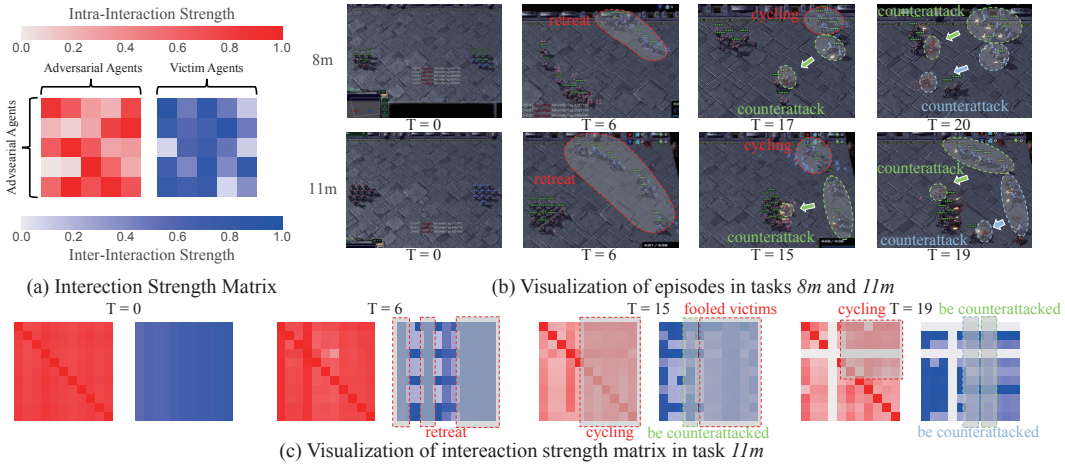 Intra-Interaction Strength
0.0 0.2 0.4 0.6 0.8 1.0
Adversarial Agents Victim Agents
Advsearial Agents
0.0 0.2 0.4 0.6 0.8 1.0
Inter-Interaction Strength
(a) Interection Strength Matrix
8m
retreat
cycling
counterattack
counterattack
counterattack
T = 0 T = 6 T = 17 T = 20
11m
retreat
cycling
counterattack
counterattack
counterattack
T = 0 T = 6 T = 15 T = 19
(b) Visualization of episodes in tasks 8m and 11m
T = 0 T = 6 T = 15 fooled victims cycling T = 19 be counterattacked
retreat cycling be counterattacked be counterattacked
(c) Visualization of intereaction strength matrix in task 11m